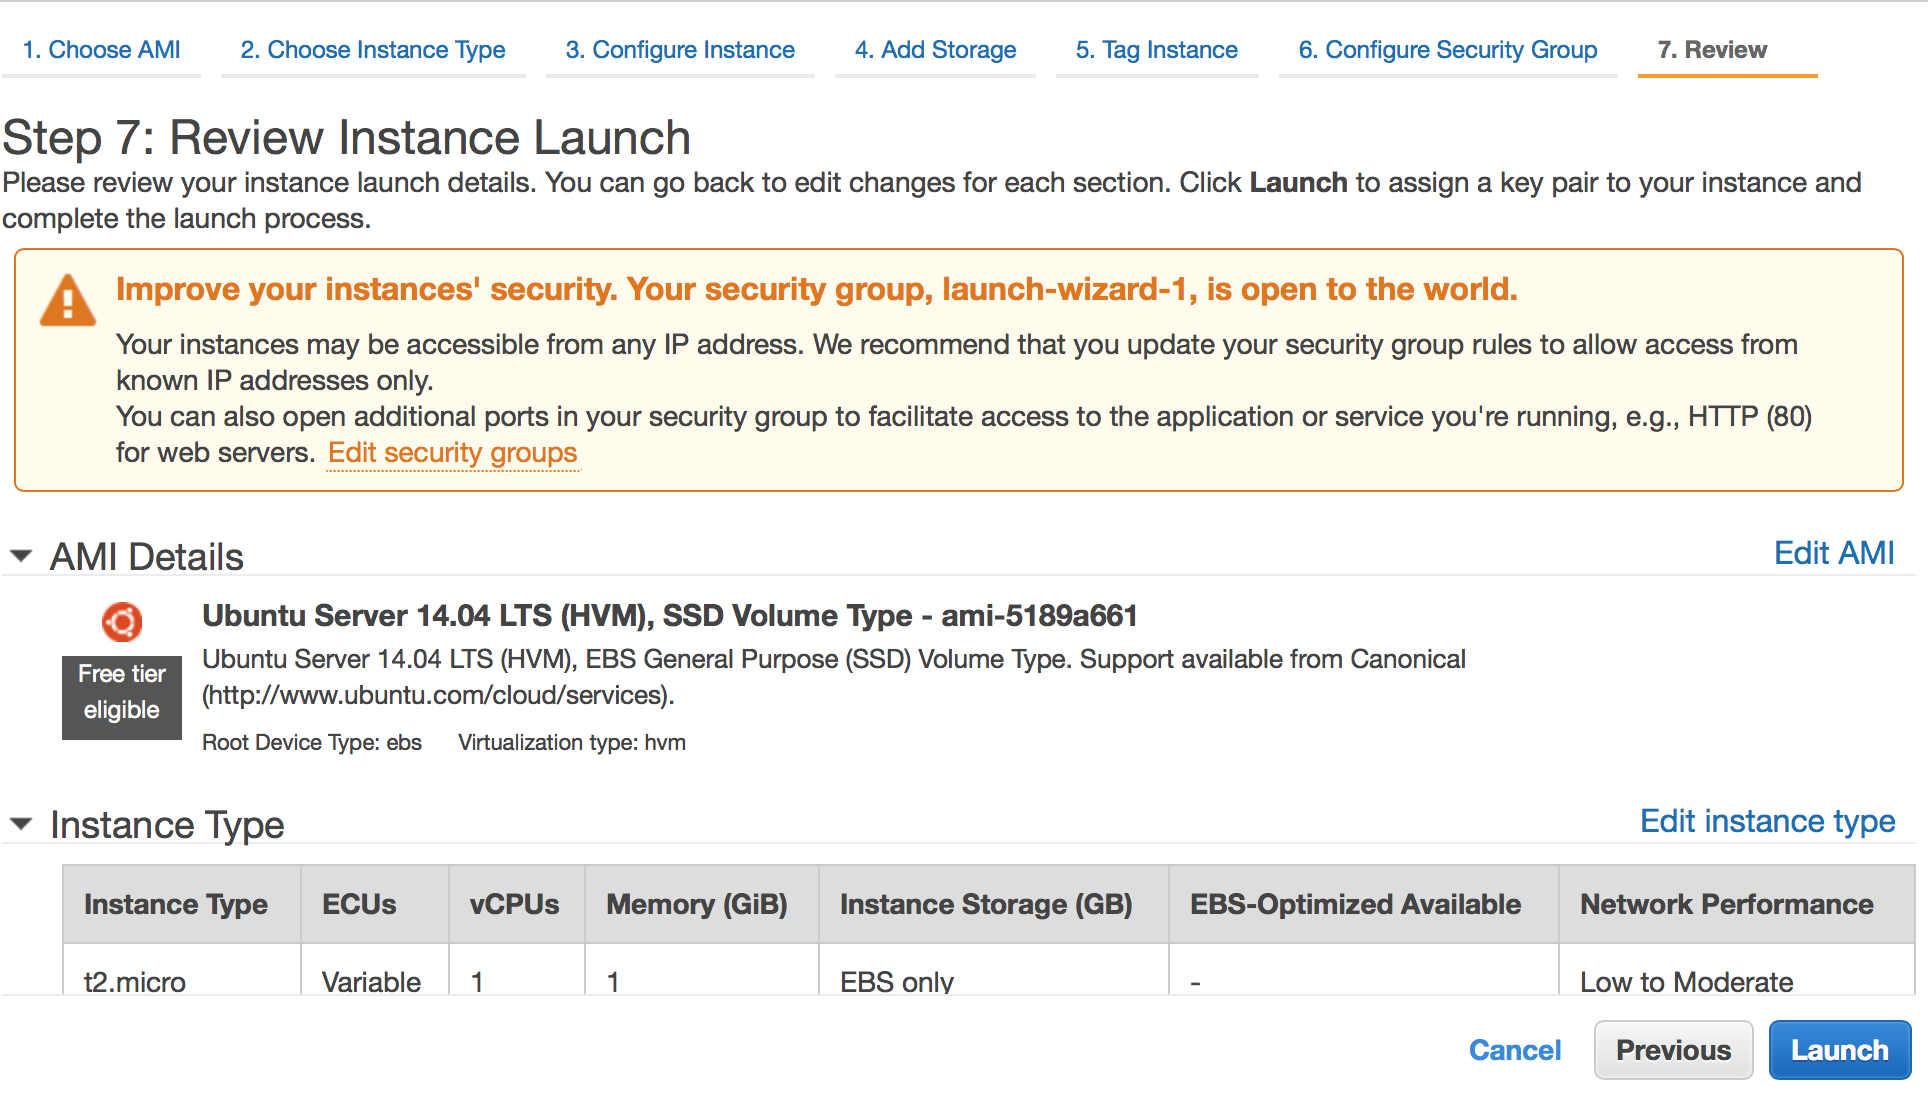 1. Choose AMI 2. Choose Instance Type 3. Configure Instance 4. Add Storage 5. Tag Instance 6. Configure Security Group 7. Review
Step 7: Review Instance Launch
Please review your instance launch details. You can go back to edit changes for each section. Click Launch to assign a key pair to your instance and
complete the launch process.
Improve your instances' security. Your security group, launch-wizard-1, is open to the world.
Your instances may be accessible from any IP address. We recommend that you update your security group rules to allow access from
known IP addresses only.
You can also open additional ports in your security group to facilitate access to the application or service you're running, e.g., HTTP (80)
for web servers. Edit security groups
AMI Details Edit AMI
Ubuntu Server 14.04 LTS (HVM), SSD Volume Type - ami-5189a661
Free tier
eligible
Ubuntu Server 14.04 LTS (HVM), EBS General Purpose (SSD) Volume Type. Support available from Canonical
(http://www.ubuntu.com/cloud/services).
Root Device Type: ebs Virtualization type: hvm
Instance Type Edit instance type
Instance Type ECUs vCPUs Memory (GiB) Instance Storage (GB) EBS-Optimized Available Network Performance
t2.micro Variable 1 1 EBS only - Low to Moderate
Cancel Previous Launch